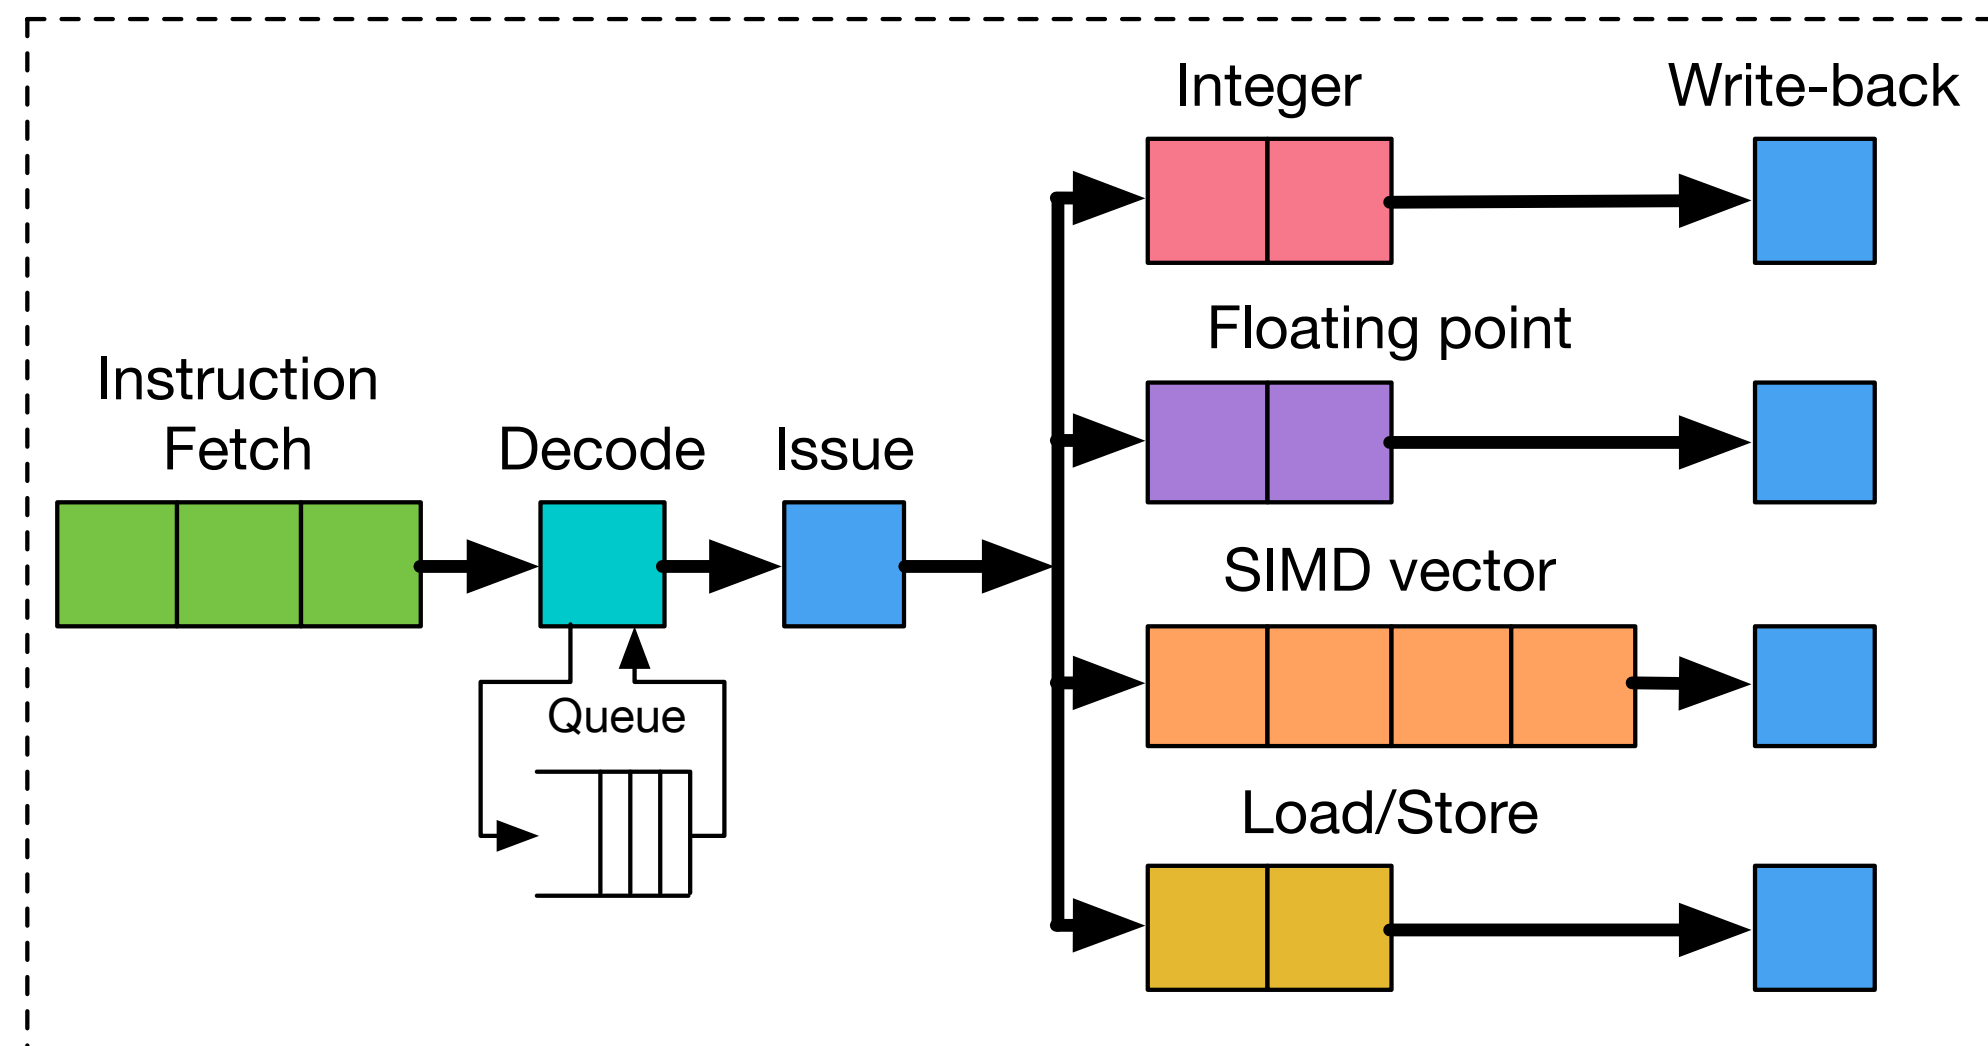 Integer
Write-back
Floating point
Instruction
Fetch
Decode
Issue
SIMD vector
Queue
Load/Store